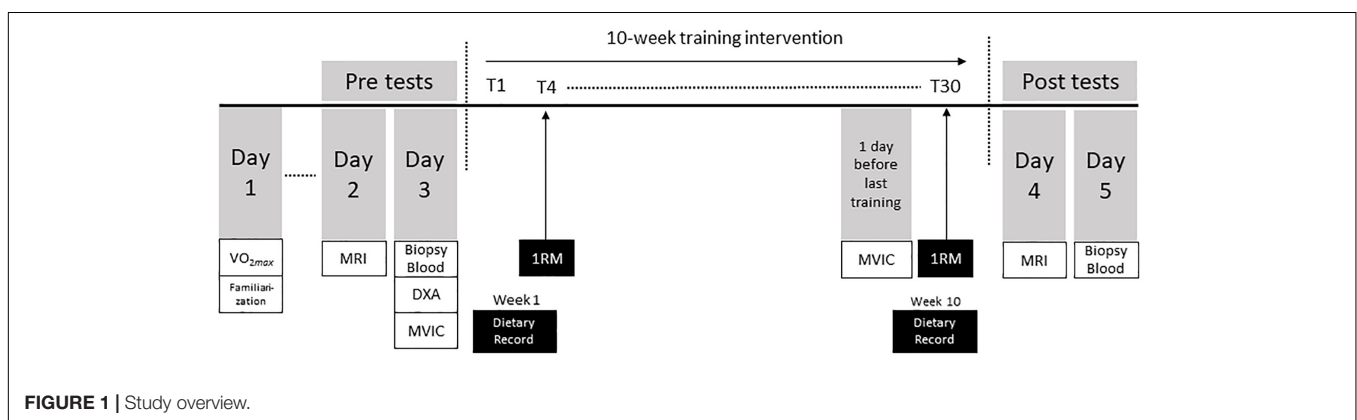 10-week training intervention
Pre tests
T1
T4
T30
Post tests
Day
1
Day
2
Day
3
1 day
before
last
training
Day
4
Day
5
VO2max
Familiari-
zation
MRI
Biopsy
Blood
DXA
MVIC
1RM
Week 1
Dietary
Record
MVIC
1RM
Week 10
Dietary
Record
MRI
Biopsy
Blood
FIGURE 1 | Study overview.